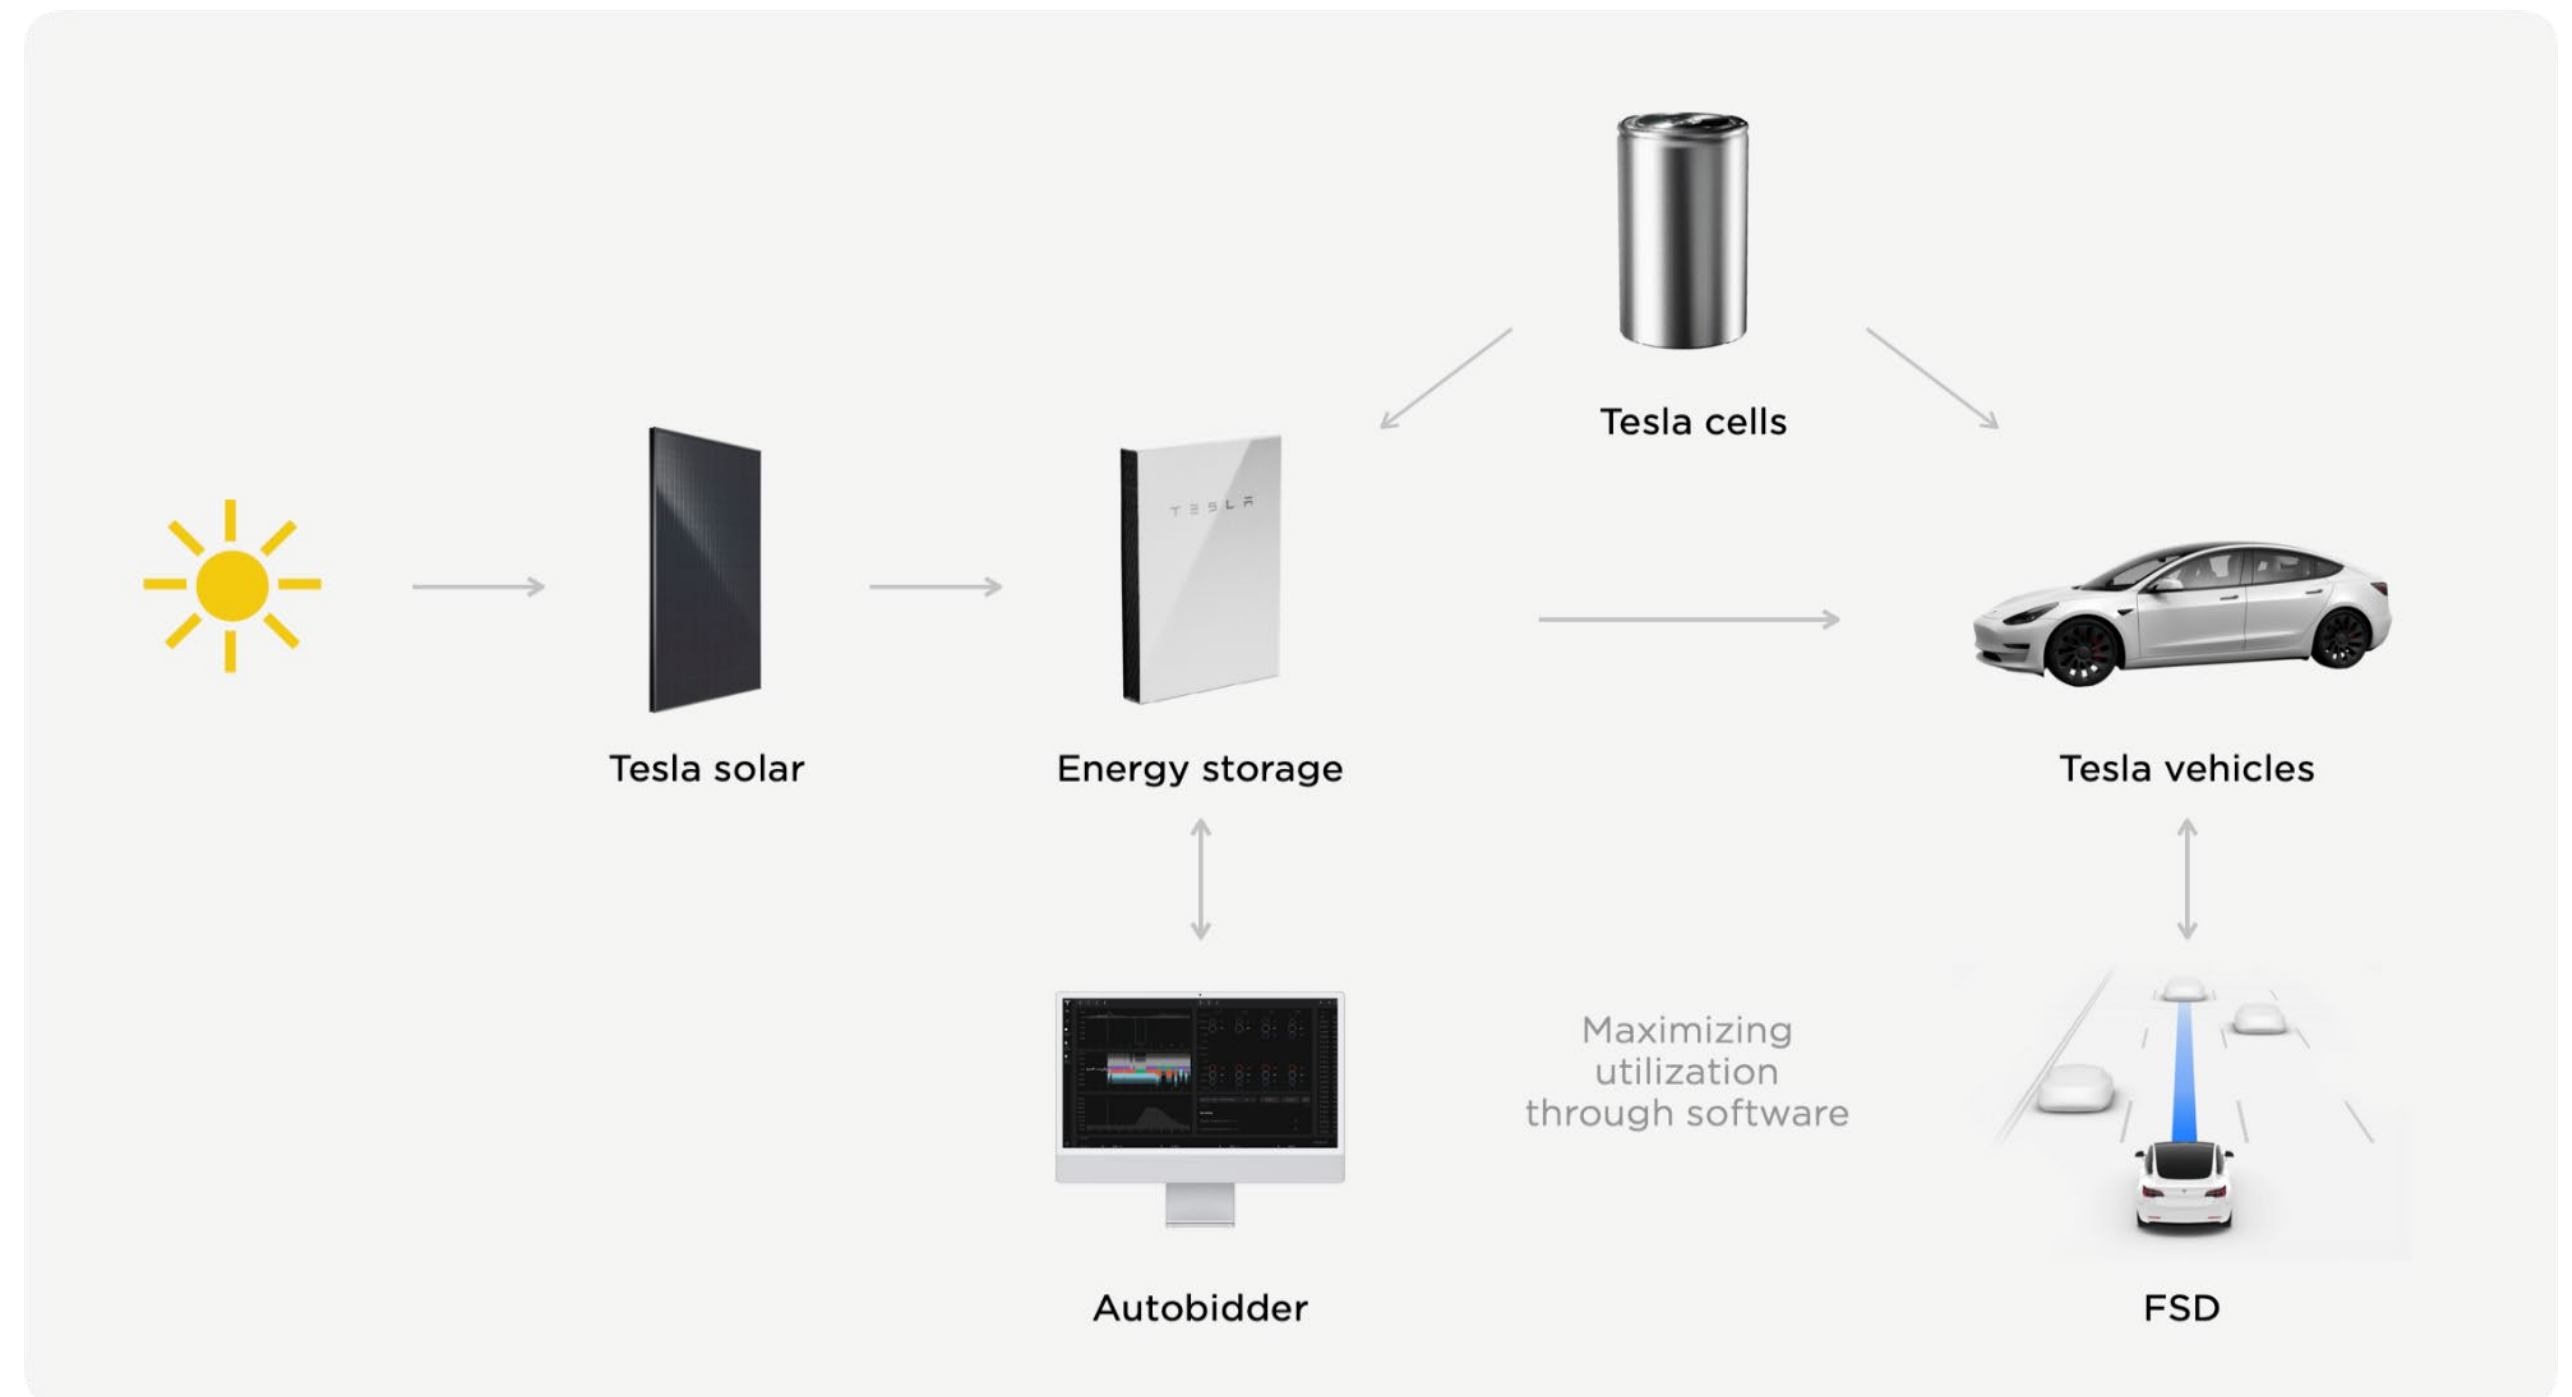 Tesla cells
TESLA
Tesla solar
Energy storage
Tesla vehicles
Maximizing
utilization
through software
Autobidder
FSD